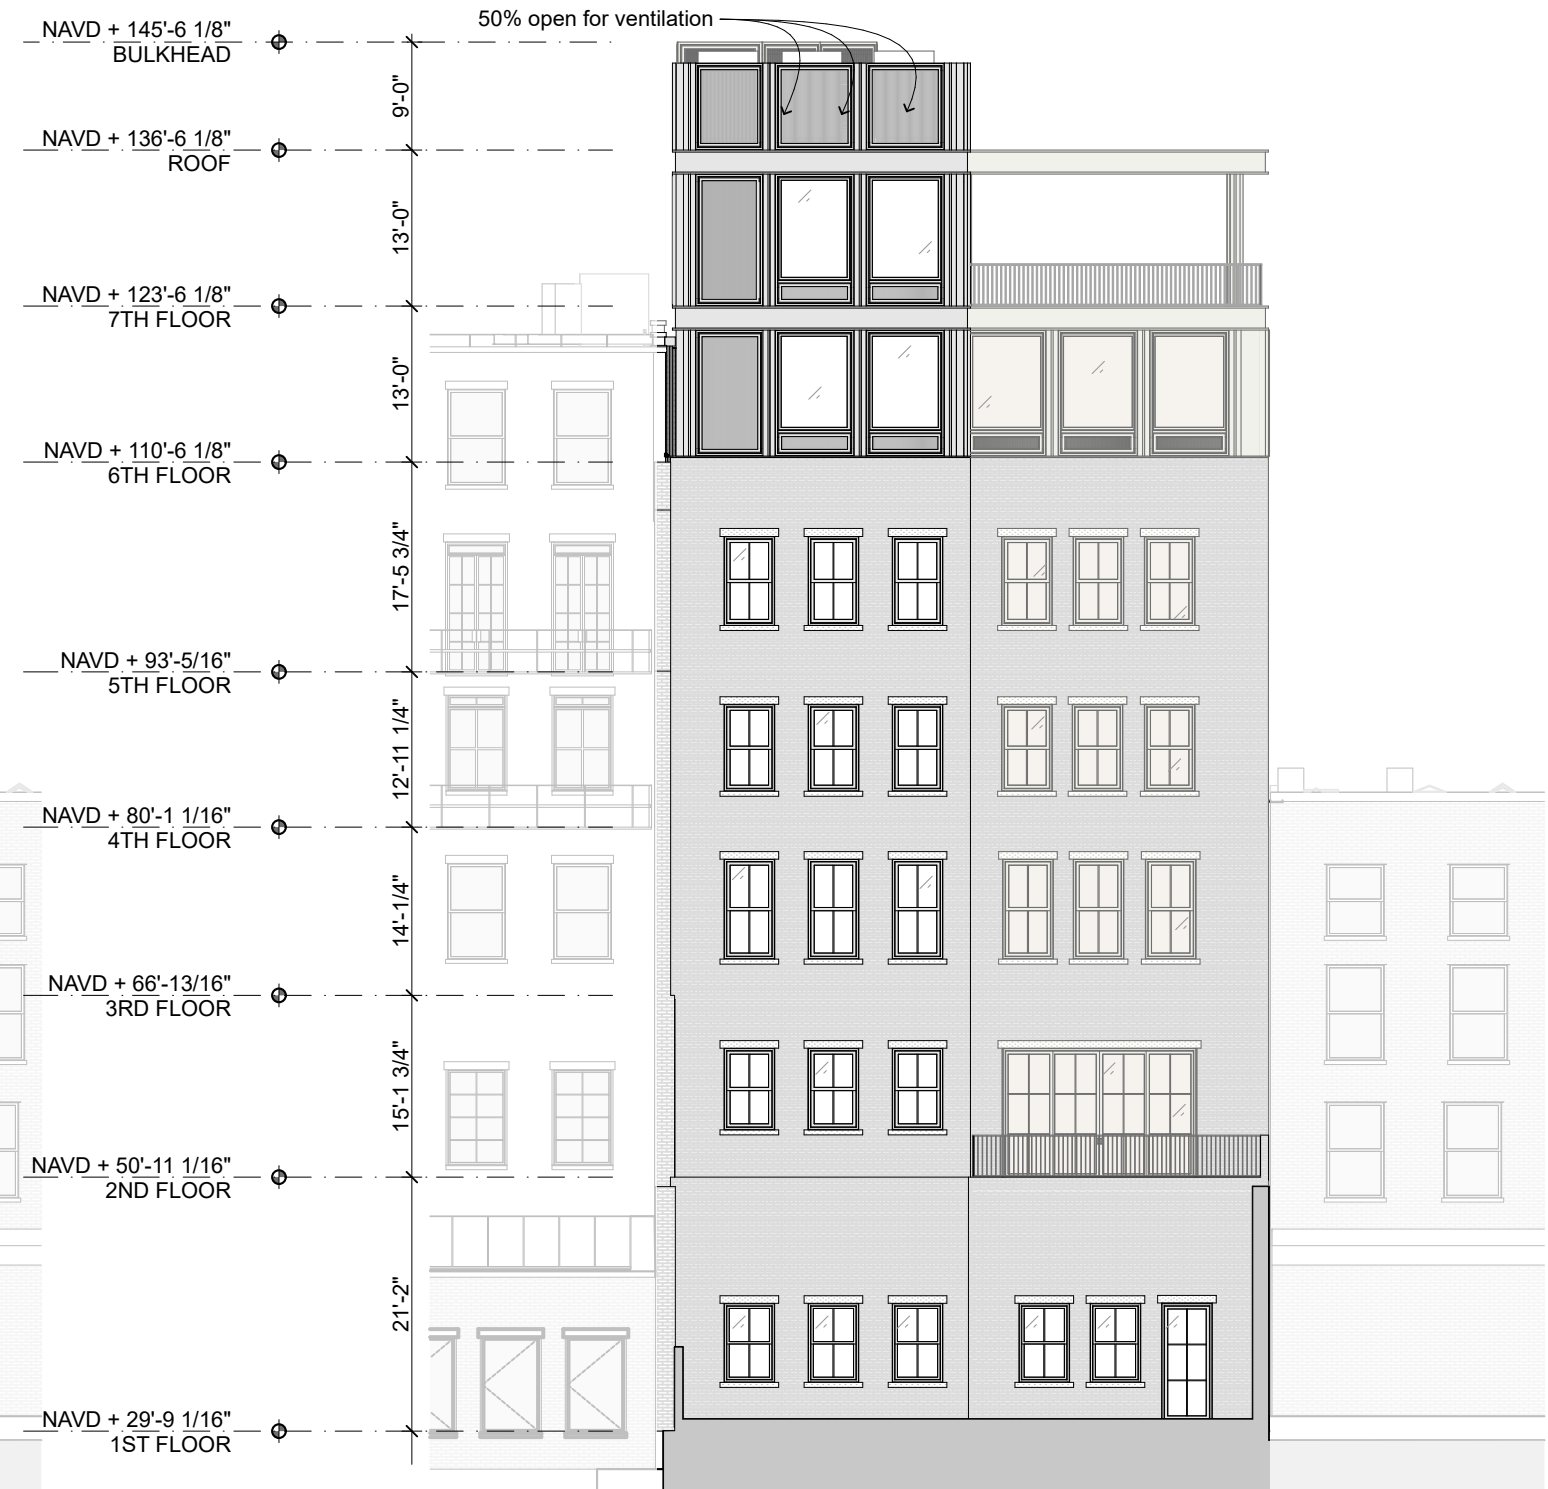 50% open for ventilation
NAVD + 145'-6 1/8"
BULKHEAD
9'-0"
NAVD + 136'-6 1/8"
ROOF
13'-0"
NAVD + 123'-6 1/8"
7TH FLOOR
13'-0"
NAVD + 110'-6 1/8"
6TH FLOOR
17'-5 3/4"
NAVD + 93'-5/16"
5TH FLOOR
12'-11 1/4"
NAVD + 80'-1 1/16"
4TH FLOOR
14'-1/4"
NAVD + 66'-13/16"
3RD FLOOR
15'-1 3/4"
NAVD + 50'-11 1/16"
2ND FLOOR
21'-2"
NAVD + 29'-9 1/16"
1ST FLOOR